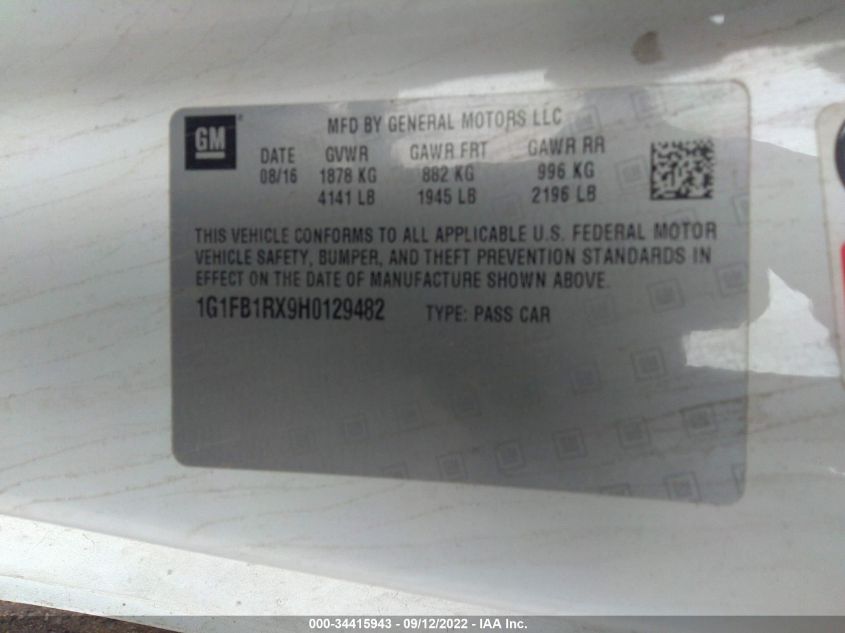 GM
MFD BY GENERAL MOTORS LLC
DATE GVWR GAWR FRT GAWR RR
08/16 1878 KG 882 KG 996 KG
4141 LB 1945 LB 2196 LB
THIS VEHICLE CONFORMS TO ALL APPLICABLE U.S. FEDERAL MOTOR
VEHICLE SAFETY, BUMPER, AND THEFT PREVENTION STANDARDS IN
EFFECT ON THE DATE OF MANUFACTURE SHOWN ABOVE.
1G1FB1RX9H0129482 TYPE: PASS CAR
000-34415943 - 09/12/2022 - IAA Inc.